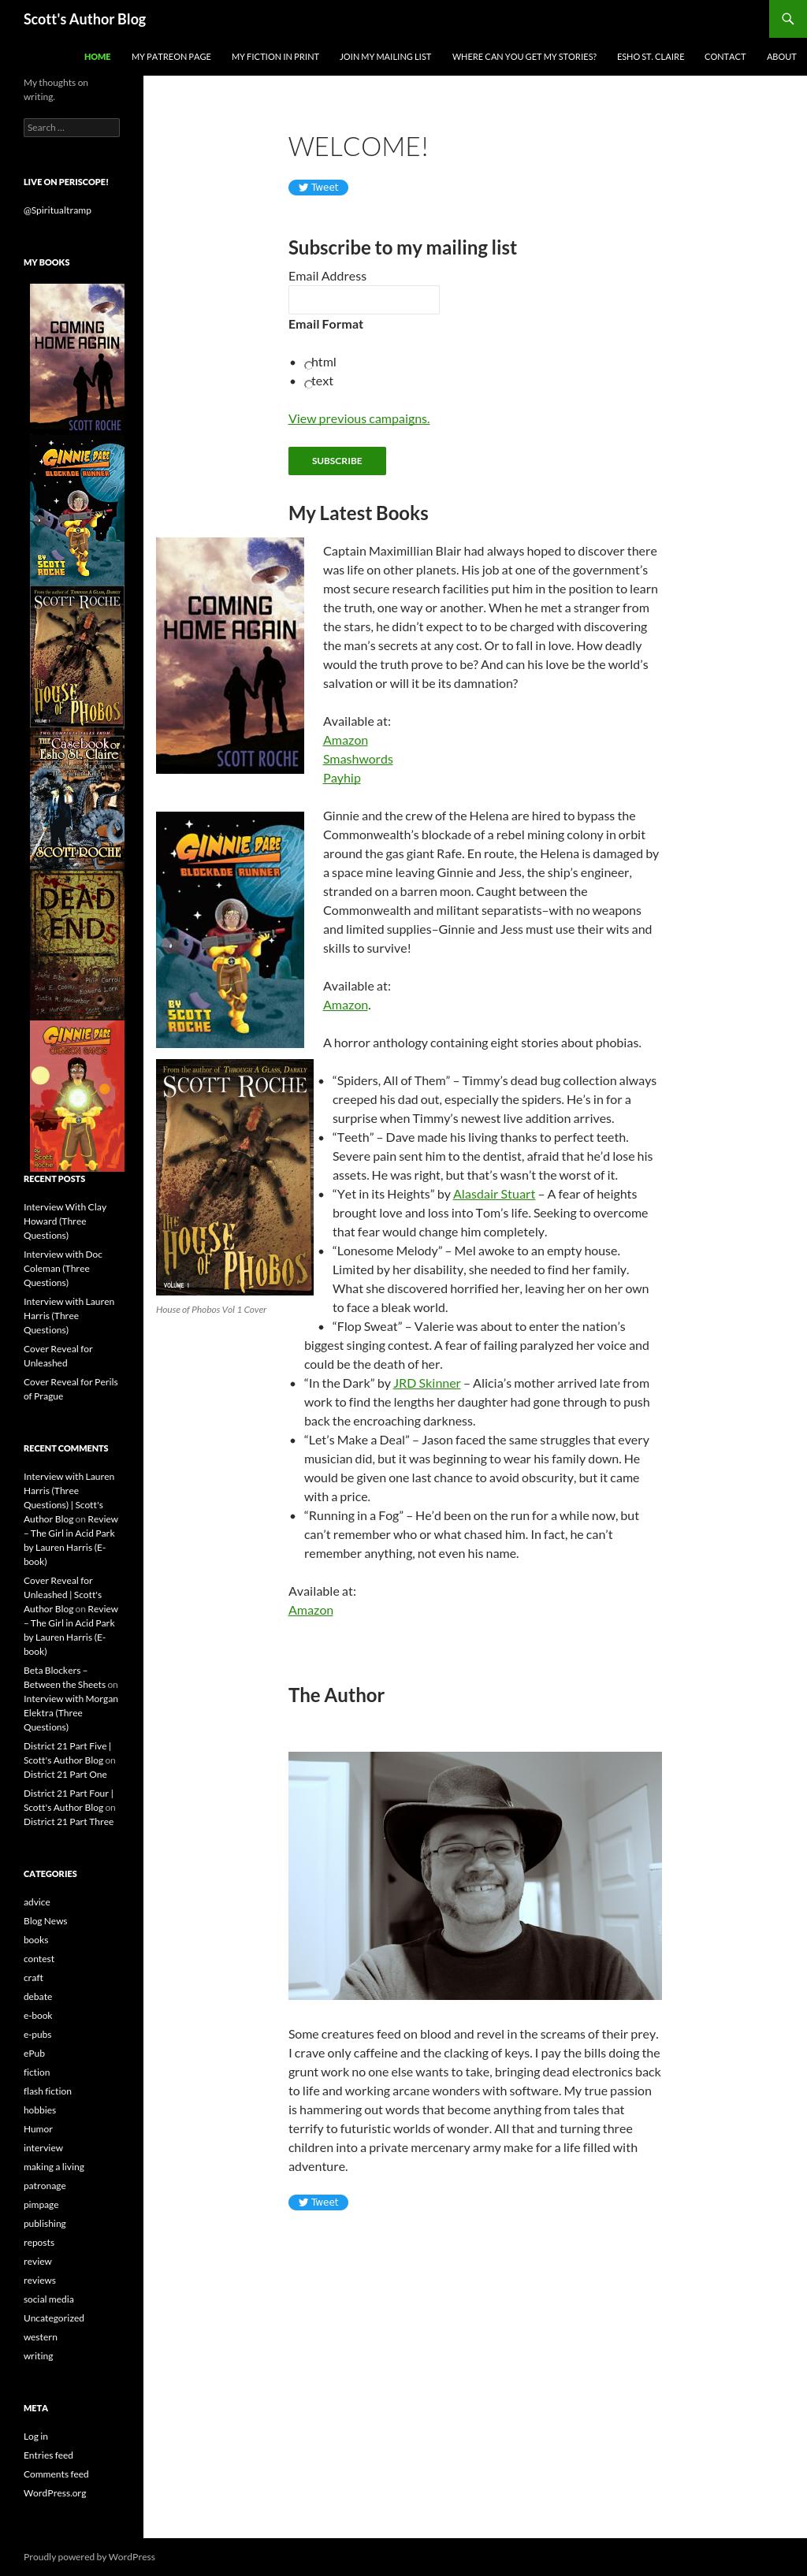 Scott's Author Blog
HOME MY PATREON PAGE MY FICTION IN PRINT JOIN MY MAILING LIST WHERE CAN YOU GET MY STORIES? ESHO ST. CLAIRE CONTACT ABOUT
My thoughts on
writing.
Search ...
LIVE ON PERISCOPE!
@Spiritualtramp
MY BOOKS
COMING
HOME AGAIN
SCOTT ROCHE
GINNIE DARE
BLOCKADE RUNNER
BY
SCOTT
ROCHE
From the author of THROUGH A GLASS, DARKLY
SCOTT ROCHE
THE
HOUSE OF
PHOBOS
VOLUME 1
TWO COMPLETE TALES FROM
THE CASEBOOK OF
ESHO ST. CLAIRE
SCOTT ROCHE
DEAD
ENDS
GINNIE DARE
CRIMSON SANDS
by
Scott
Roche
RECENT POSTS
Interview With Clay
Howard (Three
Questions)
Interview with Doc
Coleman (Three
Questions)
Interview with Lauren
Harris (Three
Questions)
Cover Reveal for
Unleashed
Cover Reveal for Perils
of Prague
RECENT COMMENTS
Interview with Lauren
Harris (Three
Questions) | Scott's
Author Blog on Review
– The Girl in Acid Park
by Lauren Harris (E-
book)
Cover Reveal for
Unleashed | Scott's
Author Blog on Review
– The Girl in Acid Park
by Lauren Harris (E-
book)
Beta Blockers –
Between the Sheets on
Interview with Morgan
Elektra (Three
Questions)
District 21 Part Five |
Scott's Author Blog on
District 21 Part One
District 21 Part Four |
Scott's Author Blog on
District 21 Part Three
CATEGORIES
advice
Blog News
books
contest
craft
debate
e-book
e-pubs
ePub
fiction
flash fiction
hobbies
Humor
interview
making a living
patronage
pimpage
publishing
reposts
review
reviews
social media
Uncategorized
western
writing
META
Log in
Entries feed
Comments feed
WordPress.org
WELCOME!
Tweet
Subscribe to my mailing list
Email Address
Email Format
html
text
View previous campaigns.
SUBSCRIBE
My Latest Books
COMING
HOME AGAIN
SCOTT ROCHE
Captain Maximillian Blair had always hoped to discover there
was life on other planets. His job at one of the government’s
most secure research facilities put him in the position to learn
the truth, one way or another. When he met a stranger from
the stars, he didn’t expect to to be charged with discovering
the man’s secrets at any cost. Or to fall in love. How deadly
would the truth prove to be? And can his love be the world’s
salvation or will it be its damnation?
Available at:
Amazon
Smashwords
Payhip
GINNIE DARE
BLOCKADE RUNNER
BY
SCOTT
ROCHE
Ginnie and the crew of the Helena are hired to bypass the
Commonwealth’s blockade of a rebel mining colony in orbit
around the gas giant Rafe. En route, the Helena is damaged by
a space mine leaving Ginnie and Jess, the ship’s engineer,
stranded on a barren moon. Caught between the
Commonwealth and militant separatists–with no weapons
and limited supplies–Ginnie and Jess must use their wits and
skills to survive!
Available at:
Amazon.
A horror anthology containing eight stories about phobias.
From the author of THROUGH A GLASS, DARKLY
SCOTT ROCHE
THE
HOUSE OF
PHOBOS
VOLUME 1
House of Phobos Vol 1 Cover
“Spiders, All of Them” – Timmy’s dead bug collection always
creeped his dad out, especially the spiders. He’s in for a
surprise when Timmy’s newest live addition arrives.
“Teeth” – Dave made his living thanks to perfect teeth.
Severe pain sent him to the dentist, afraid that he’d lose his
assets. He was right, but that’s wasn’t the worst of it.
“Yet in its Heights” by Alasdair Stuart – A fear of heights
brought love and loss into Tom’s life. Seeking to overcome
that fear would change him completely.
“Lonesome Melody” – Mel awoke to an empty house.
Limited by her disability, she needed to find her family.
What she discovered horrified her, leaving her on her own
to face a bleak world.
“Flop Sweat” – Valerie was about to enter the nation’s
biggest singing contest. A fear of failing paralyzed her voice and
could be the death of her.
“In the Dark” by JRD Skinner – Alicia’s mother arrived late from
work to find the lengths her daughter had gone through to push
back the encroaching darkness.
“Let’s Make a Deal” – Jason faced the same struggles that every
musician did, but it was beginning to wear his family down. He
would be given one last chance to avoid obscurity, but it came
with a price.
“Running in a Fog” – He’d been on the run for a while now, but
can’t remember who or what chased him. In fact, he can’t
remember anything, not even his name.
Available at:
Amazon
The Author
Some creatures feed on blood and revel in the screams of their prey.
I crave only caffeine and the clacking of keys. I pay the bills doing the
grunt work no one else wants to take, bringing dead electronics back
to life and working arcane wonders with software. My true passion
is hammering out words that become anything from tales that
terrify to futuristic worlds of wonder. All that and turning three
children into a private mercenary army make for a life filled with
adventure.
Tweet
Proudly powered by WordPress